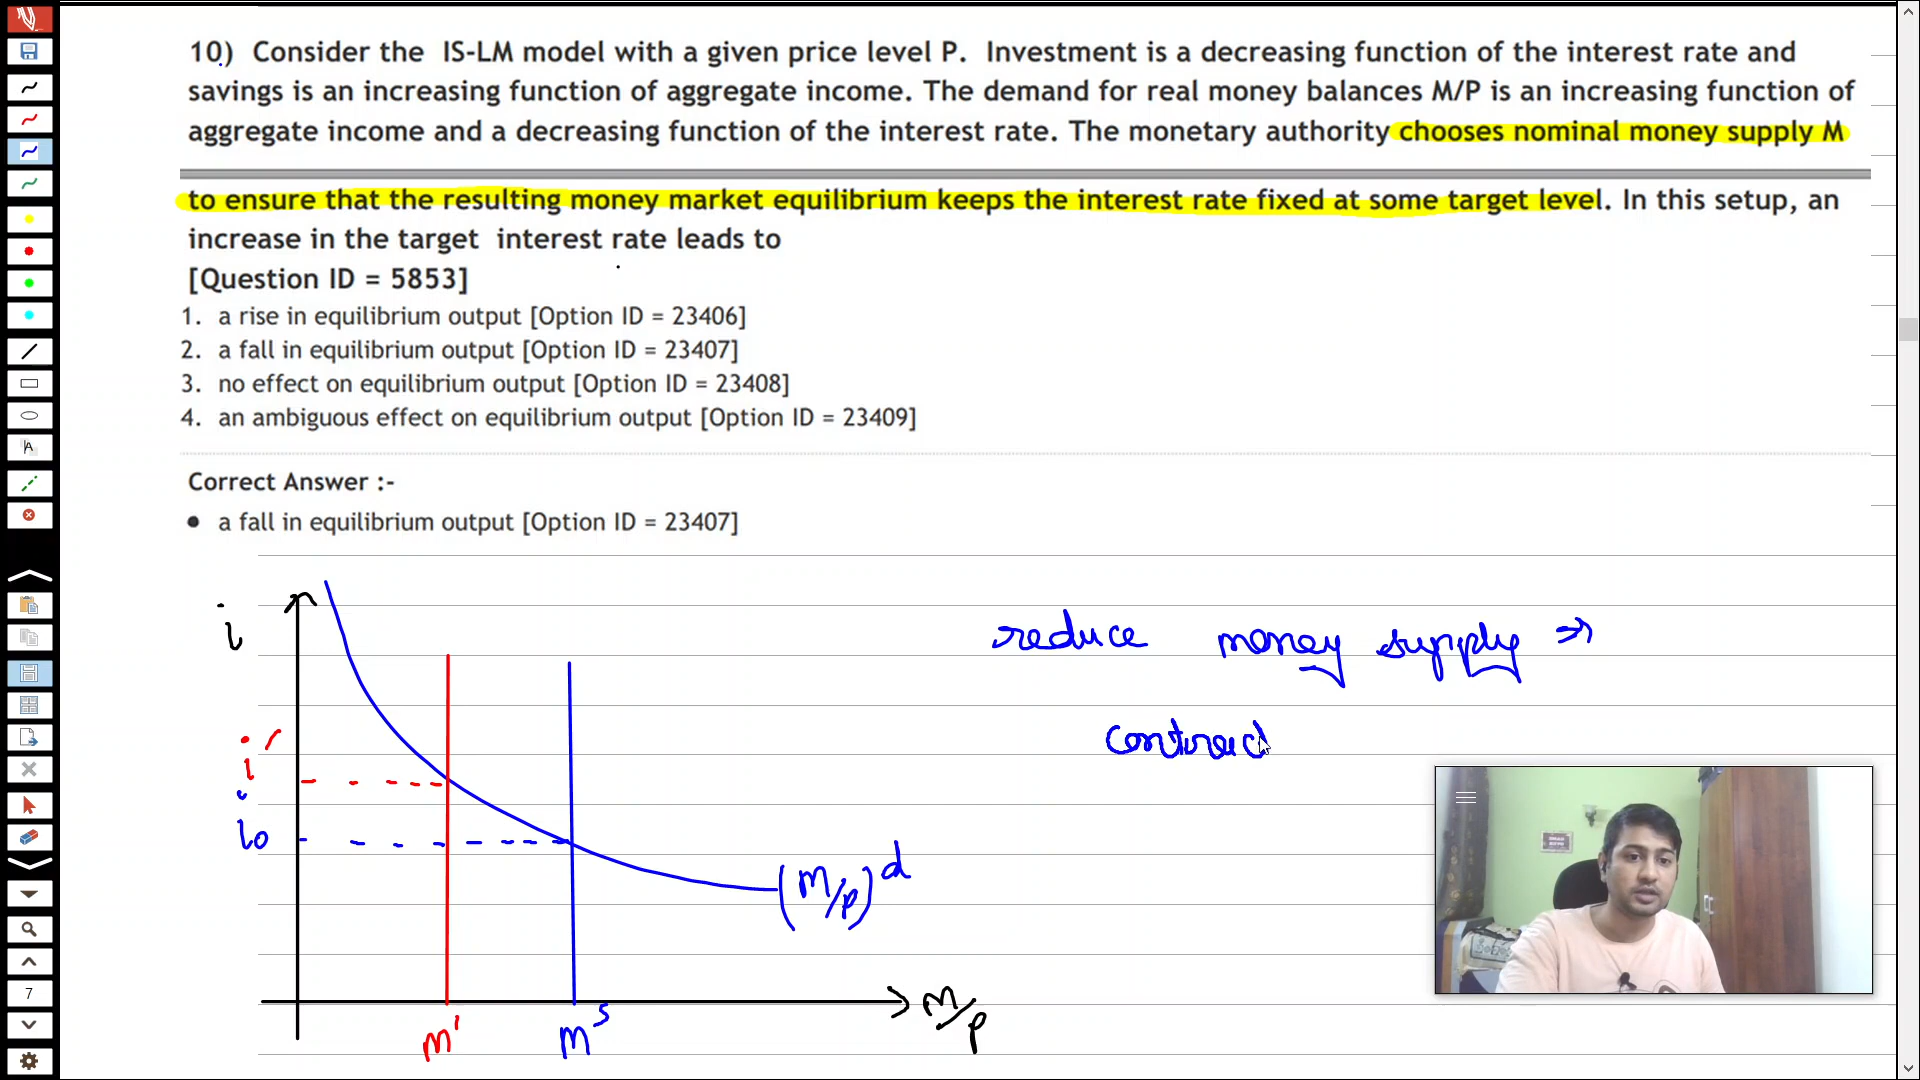 10) Consider the IS-LM model with a given price level P. Investment is a decreasing function of the interest rate and
savings is an increasing function of aggregate income. The demand for real money balances M/P is an increasing function of
aggregate income and a decreasing function of the interest rate. The monetary authority chooses nominal money supply M
to ensure that the resulting money market equilibrium keeps the interest rate fixed at some target level. In this setup, an
increase in the target interest rate leads to
[Question ID = 5853]
1. a rise in equilibrium output [Option ID = 23406]
2. a fall in equilibrium output [Option ID = 23407]
3. no effect on equilibrium output [Option ID = 23408]
4. an ambiguous effect on equilibrium output [Option ID = 23409]
Correct Answer :-
• a fall in equilibrium output [Option ID = 23407]
i
reduce money supply ⇒
contrac
i'
i0
(M/P)^d
M/P
M'
M^s
7